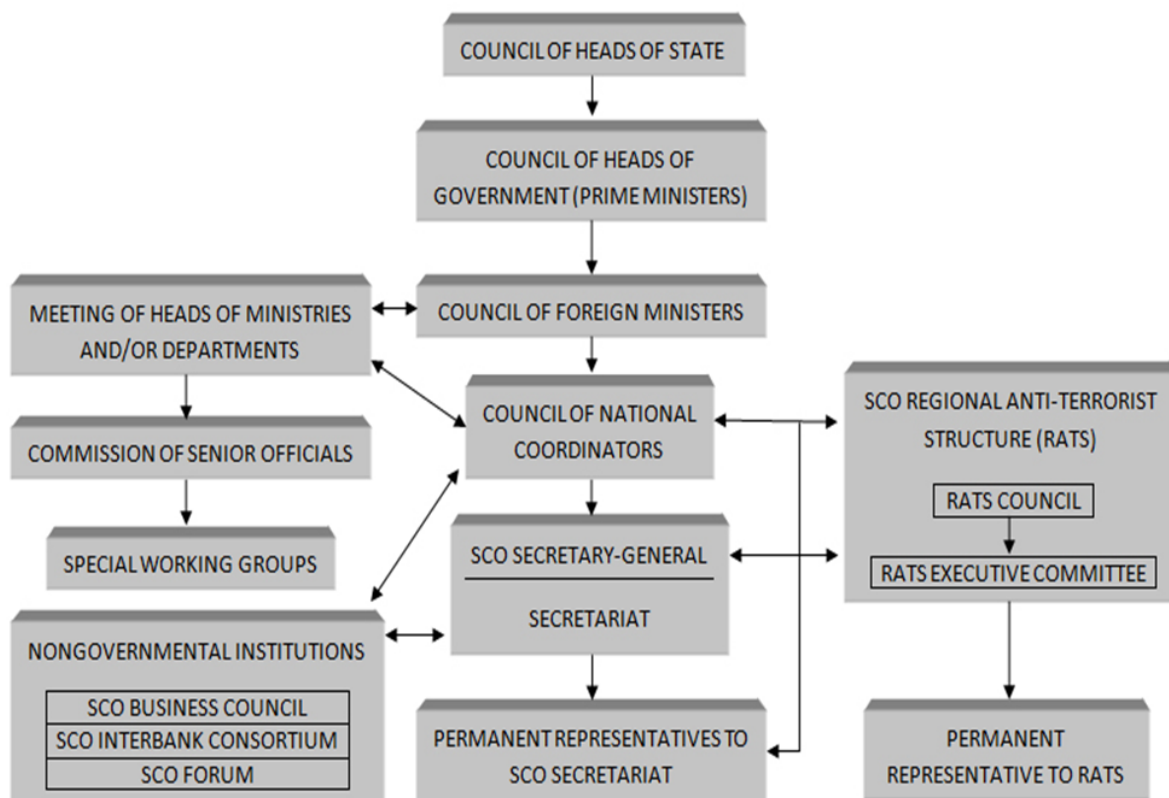 COUNCIL OF HEADS OF STATE
COUNCIL OF HEADS OF
GOVERNMENT (PRIME MINISTERS)
COUNCIL OF FOREIGN MINISTERS
MEETING OF HEADS OF MINISTRIES
AND/OR DEPARTMENTS
COMMISSION OF SENIOR OFFICIALS
SPECIAL WORKING GROUPS
COUNCIL OF NATIONAL
COORDINATORS
SCO REGIONAL ANTI-TERRORIST
STRUCTURE (RATS)
RATS COUNCIL
RATS EXECUTIVE COMMITTEE
SCO SECRETARY-GENERAL
SECRETARIAT
NONGOVERNMENTAL INSTITUTIONS
SCO BUSINESS COUNCIL
SCO INTERBANK CONSORTIUM
SCO FORUM
PERMANENT REPRESENTATIVES TO
SCO SECRETARIAT
PERMANENT
REPRESENTATIVE TO RATS